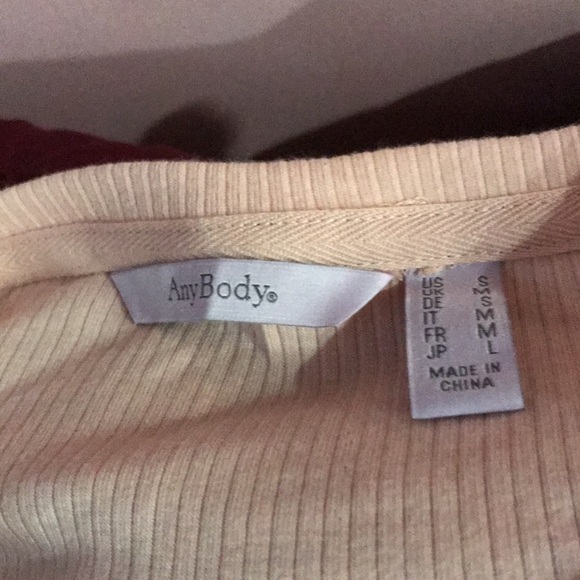 AnyBody®
US S
UK M
DE S
IT M
FR M
JP L
MADE IN
CHINA